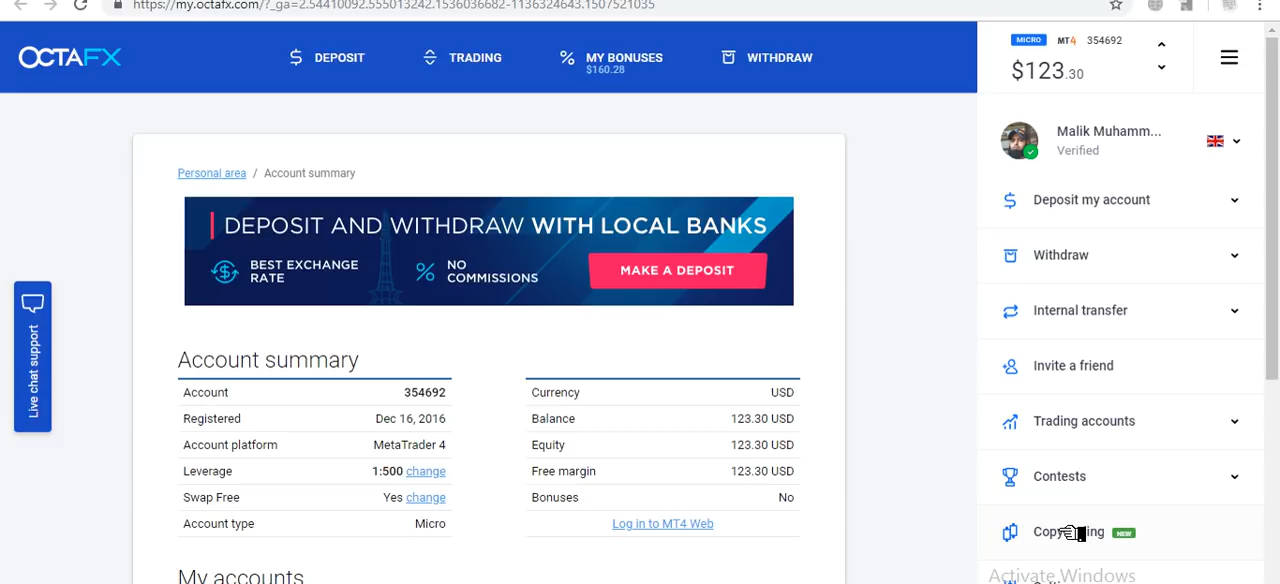 https://my.octafx.com/?_ga=2.54410092.555013242.1536036682-1136324643.1507521035
OCTAFX
DEPOSIT
TRADING
MY BONUSES
$160.28
WITHDRAW
MICRO MT4 354692
$123.30
Malik Muhamm...
Verified
Deposit my account
Withdraw
Internal transfer
Invite a friend
Trading accounts
Contests
NEW
Activate Windows
Live chat support
Personal area / Account summary
DEPOSIT AND WITHDRAW WITH LOCAL BANKS
BEST EXCHANGE
RATE
NO
COMMISSIONS
MAKE A DEPOSIT
Account summary
Account 354692
Registered Dec 16, 2016
Account platform MetaTrader 4
Leverage 1:500 change
Swap Free Yes change
Account type Micro
Currency USD
Balance 123.30 USD
Equity 123.30 USD
Free margin 123.30 USD
Bonuses No
Log in to MT4 Web
My accounts